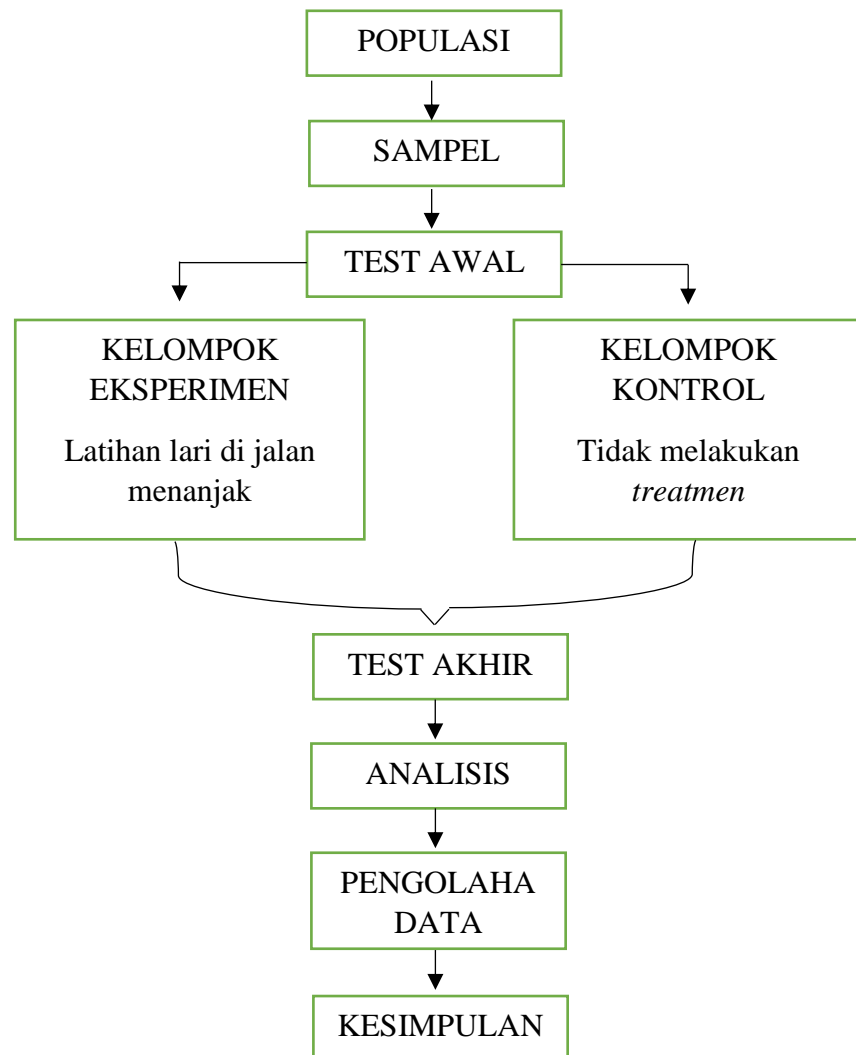 POPULASI
SAMPEL
TEST AWAL
KELOMPOK
EKSPERIMEN
Latihan lari di jalan
menanjak
KELOMPOK
KONTROL
Tidak melakukan
treatmen
TEST AKHIR
ANALISIS
PENGOLAHA
DATA
KESIMPULAN